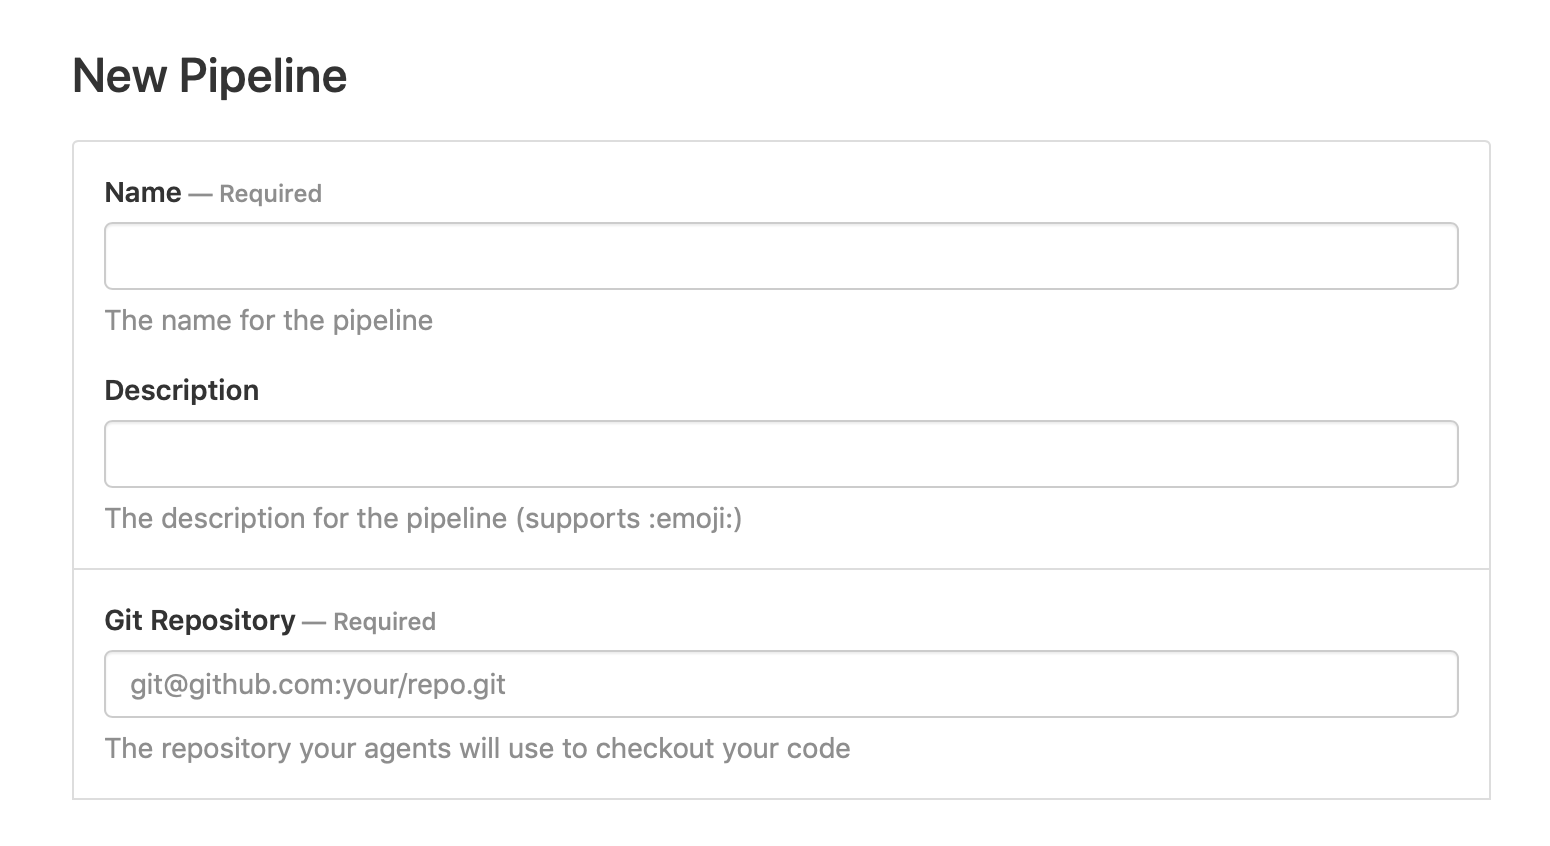 New Pipeline
Name — Required
The name for the pipeline
Description
The description for the pipeline (supports :emoji:)
Git Repository — Required
git@github.com:your/repo.git
The repository your agents will use to checkout your code